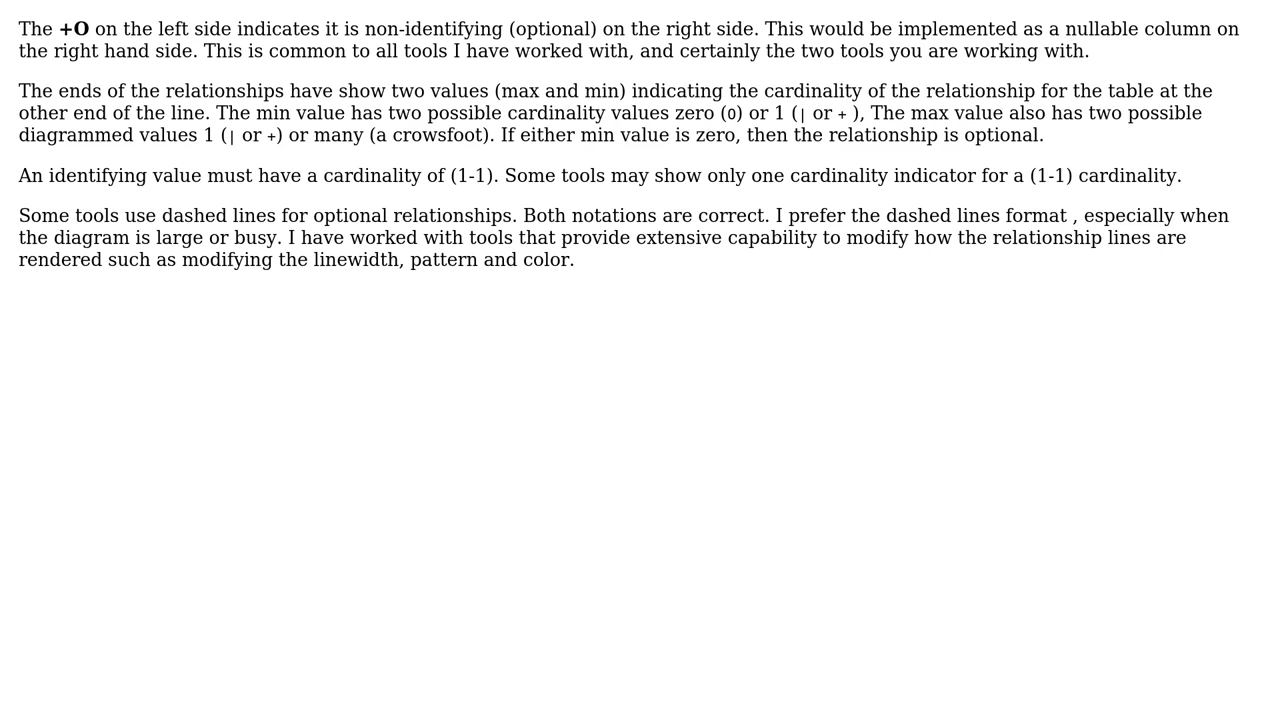 The +O on the left side indicates it is non-identifying (optional) on the right side. This would be implemented as a nullable column on
the right hand side. This is common to all tools I have worked with, and certainly the two tools you are working with.
The ends of the relationships have show two values (max and min) indicating the cardinality of the relationship for the table at the
other end of the line. The min value has two possible cardinality values zero (0) or 1 (| or + ), The max value also has two possible
diagrammed values 1 (| or +) or many (a crowsfoot). If either min value is zero, then the relationship is optional.
An identifying value must have a cardinality of (1-1). Some tools may show only one cardinality indicator for a (1-1) cardinality.
Some tools use dashed lines for optional relationships. Both notations are correct. I prefer the dashed lines format , especially when
the diagram is large or busy. I have worked with tools that provide extensive capability to modify how the relationship lines are
rendered such as modifying the linewidth, pattern and color.